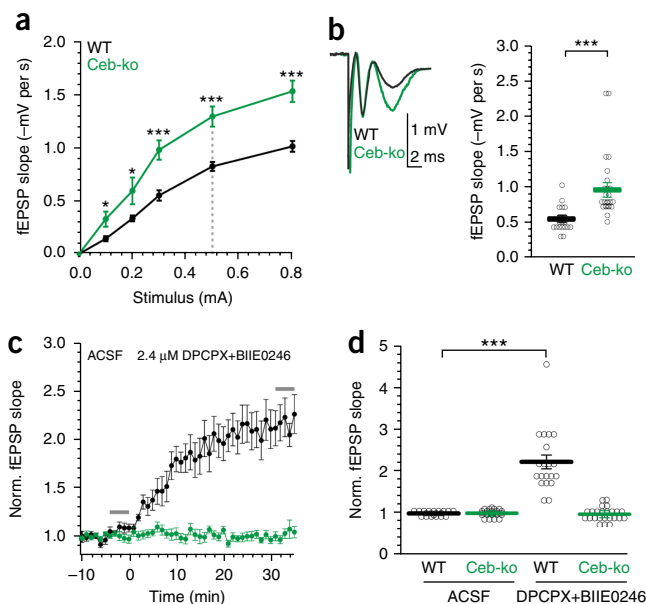 a
WT
Ceb-ko
fEPSP slope (–mV per s)
2.0
1.5
1.0
0.5
0.0
* * *** *** ***
0.0 0.2 0.4 0.6 0.8
Stimulus (mA)
b
WT
Ceb-ko
1 mV
2 ms
fEPSP slope (–mV per s)
3.0
2.5
2.0
1.5
1.0
0.5
0.0
***
WT Ceb-ko
c
ACSF 2.4 μM DPCPX+BIIE0246
Norm. fEPSP slope
3.0
2.5
2.0
1.5
1.0
–10 0 10 20 30
Time (min)
d
Norm. fEPSP slope
5
4
3
2
1
0
***
WT Ceb-ko WT Ceb-ko
ACSF DPCPX+BIIE0246